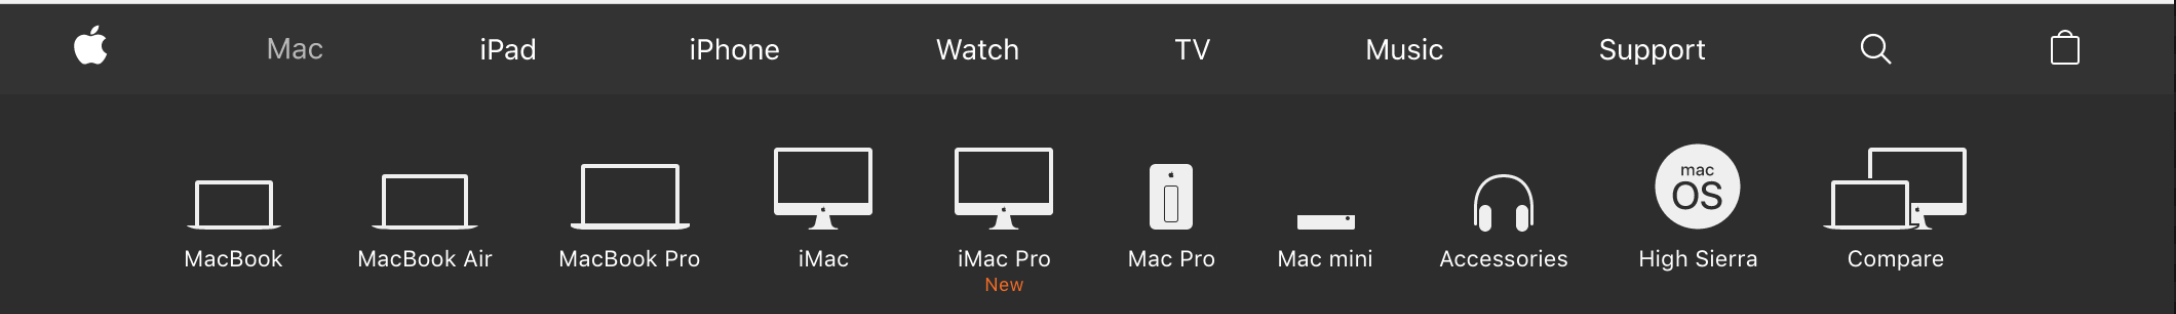 Mac iPad iPhone Watch TV Music Support
mac
OS
MacBook MacBook Air MacBook Pro iMac iMac Pro Mac Pro Mac mini Accessories High Sierra Compare
New